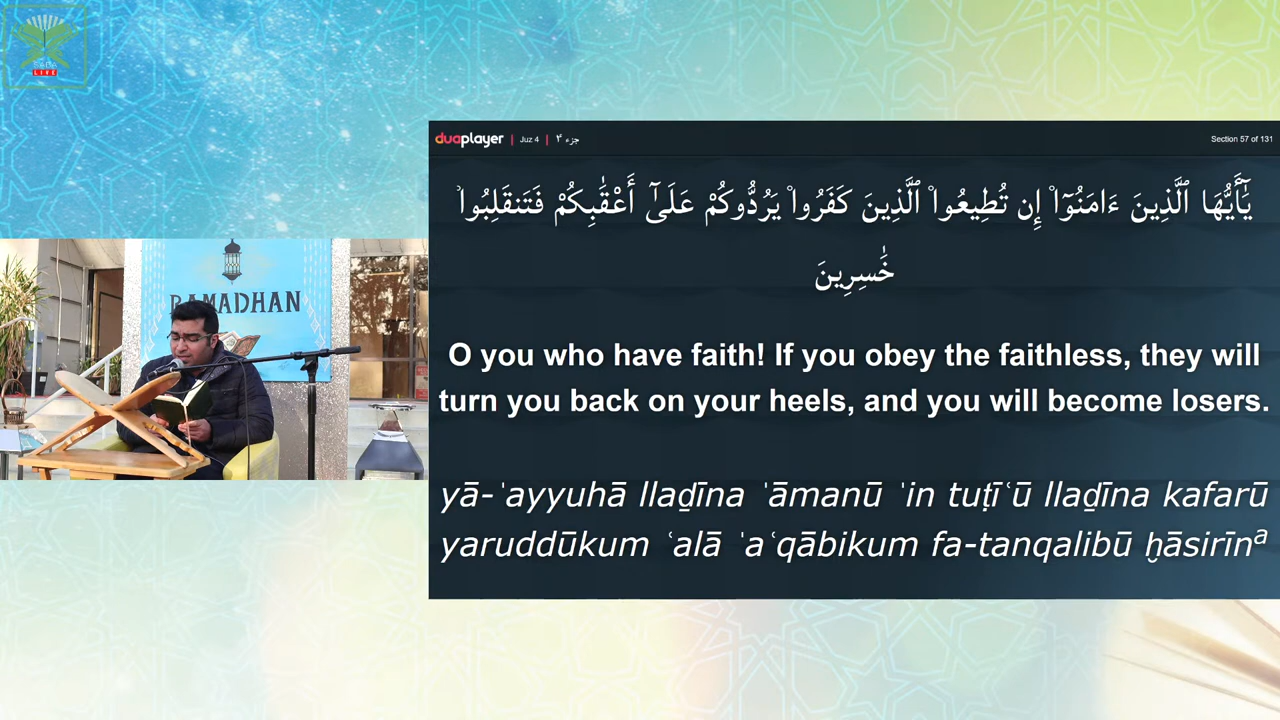 LIVE
duaplayer | Juz 4 | جزء ۴
Section 57 of 131
يَٰٓأَيُّهَا ٱلَّذِينَ ءَامَنُوٓا۟ إِن تُطِيعُوا۟ ٱلَّذِينَ كَفَرُوا۟ يَرُدُّوكُمْ عَلَىٰٓ أَعْقَٰبِكُمْ فَتَنقَلِبُوا۟
خَٰسِرِينَ
O you who have faith! If you obey the faithless, they will
turn you back on your heels, and you will become losers.
yā-ʾayyuhā llaḏīna ʾāmanū ʾin tuṭīʿū llaḏīna kafarū
yaruddūkum ʿalā ʾaʿqābikum fa-tanqalibū ḫāsirīnᵃ
RAMADHAN